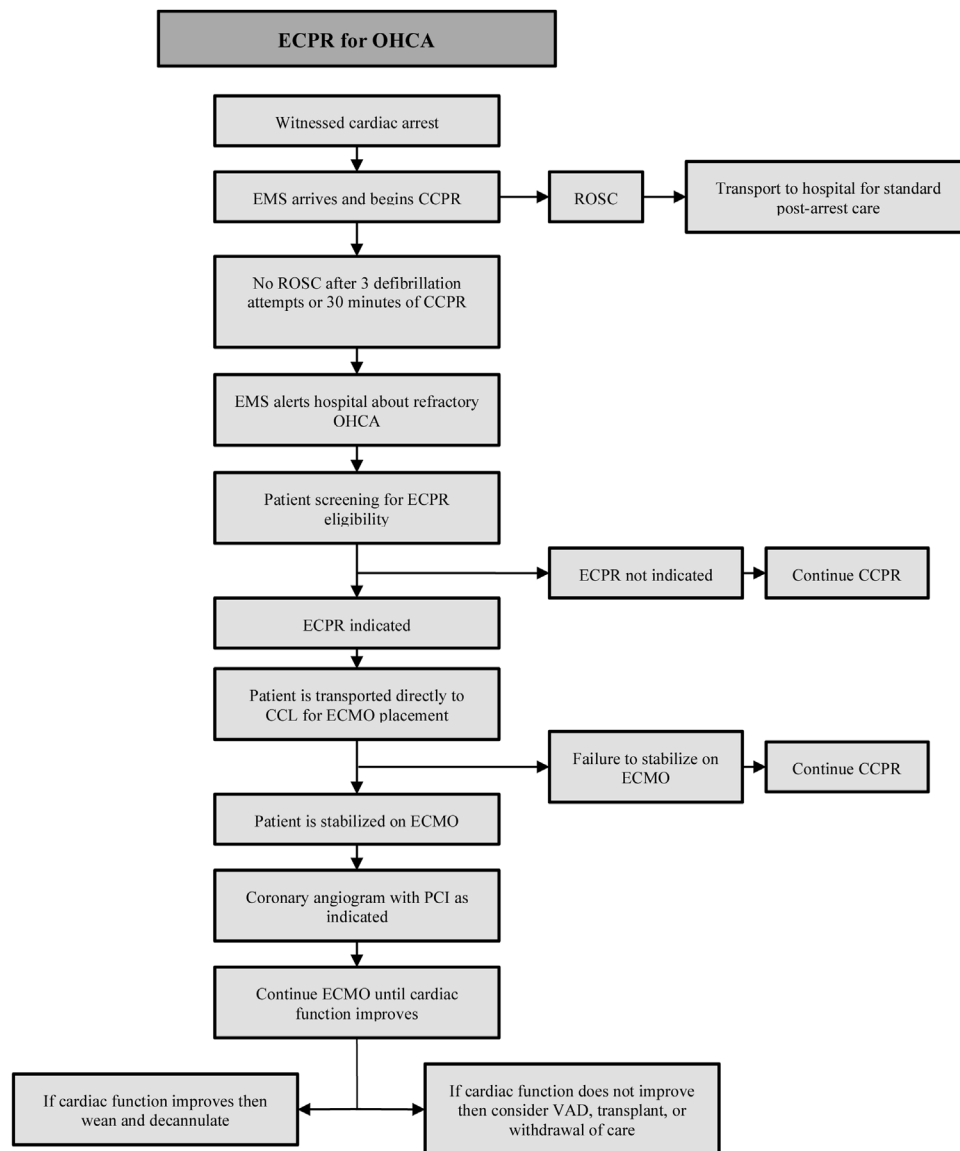 ECPR for OHCA
Witnessed cardiac arrest
EMS arrives and begins CCPR
ROSC
Transport to hospital for standard
post-arrest care
No ROSC after 3 defibrillation
attempts or 30 minutes of CCPR
EMS alerts hospital about refractory
OHCA
Patient screening for ECPR
eligibility
ECPR not indicated
Continue CCPR
ECPR indicated
Patient is transported directly to
CCL for ECMO placement
Failure to stabilize on
ECMO
Continue CCPR
Patient is stabilized on ECMO
Coronary angiogram with PCI as
indicated
Continue ECMO until cardiac
function improves
If cardiac function improves then
wean and decannulate
If cardiac function does not improve
then consider VAD, transplant, or
withdrawal of care